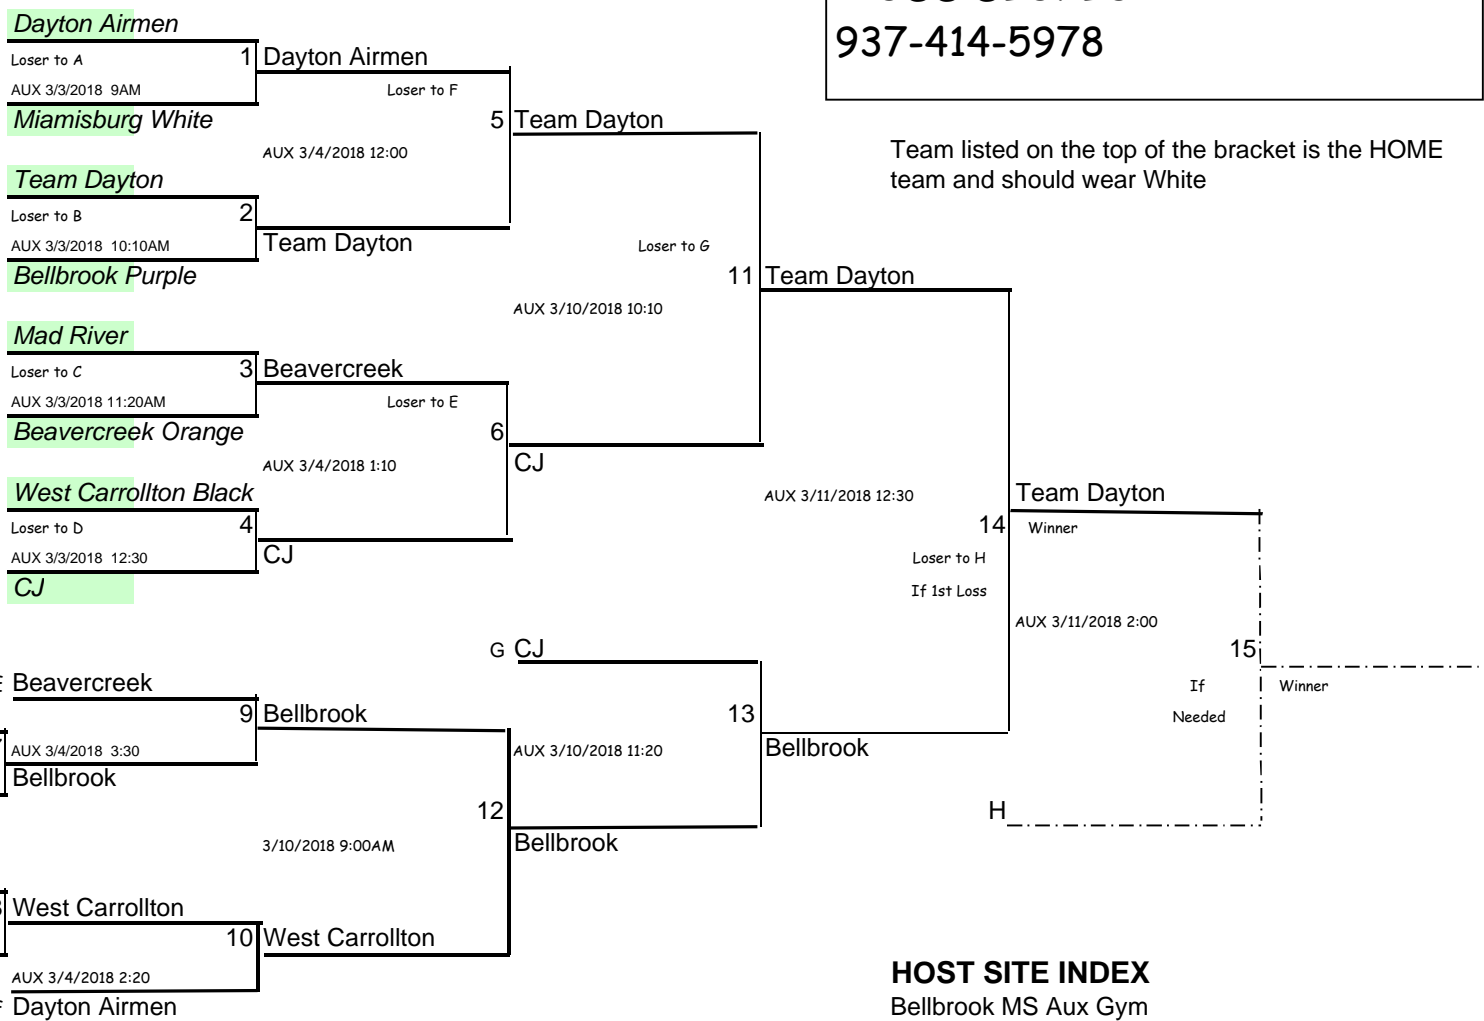 937-414-5978
Team listed on the top of the bracket is the HOME
team and should wear White
Dayton Airmen
Loser to A
1
AUX 3/3/2018 9AM
Miamisburg White
Team Dayton
Loser to B
2
AUX 3/3/2018 10:10AM
Bellbrook Purple
Mad River
Loser to C
3
AUX 3/3/2018 11:20AM
Beavercreek Orange
West Carrollton Black
Loser to D
4
AUX 3/3/2018 12:30
CJ
Dayton Airmen
Loser to F
5
AUX 3/4/2018 12:00
Team Dayton
Beavercreek
Loser to E
6
AUX 3/4/2018 1:10
CJ
Team Dayton
Loser to G
11
AUX 3/10/2018 10:10
CJ
Team Dayton
AUX 3/11/2018 12:30
14
Loser to H
If 1st Loss
Team Dayton
Winner
AUX 3/11/2018 2:00
15
If
Needed
Winner
H
G CJ
13
AUX 3/10/2018 11:20
Bellbrook
Bellbrook
Beavercreek
9
AUX 3/4/2018 3:30
Bellbrook
Bellbrook
12
3/10/2018 9:00AM
West Carrollton
10
West Carrollton
AUX 3/4/2018 2:20
Dayton Airmen
HOST SITE INDEX
Bellbrook MS Aux Gym